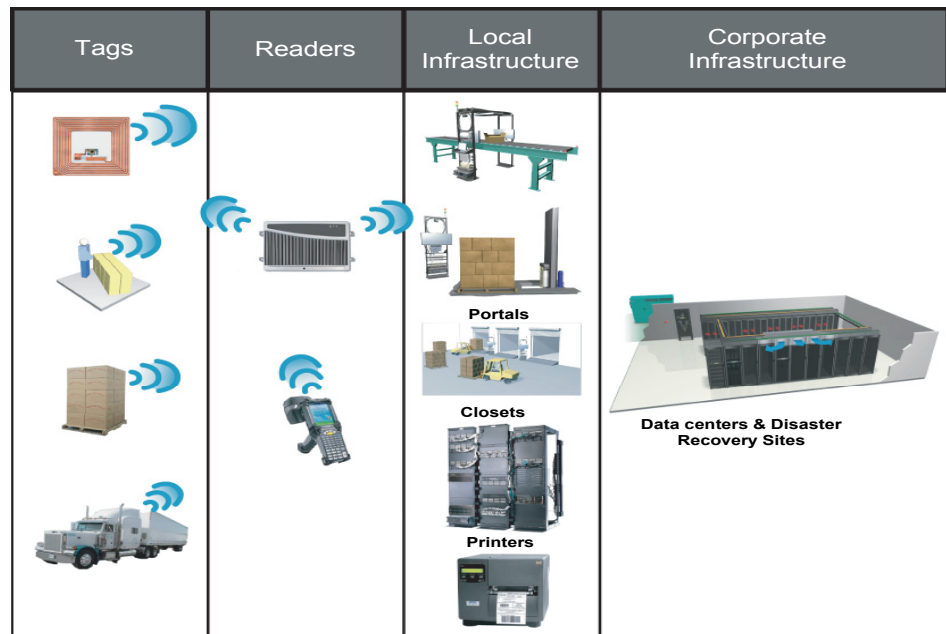 Tags
Readers
Local
Infrastructure
Corporate
Infrastructure
Portals
Closets
Data centers & Disaster
Recovery Sites
Printers